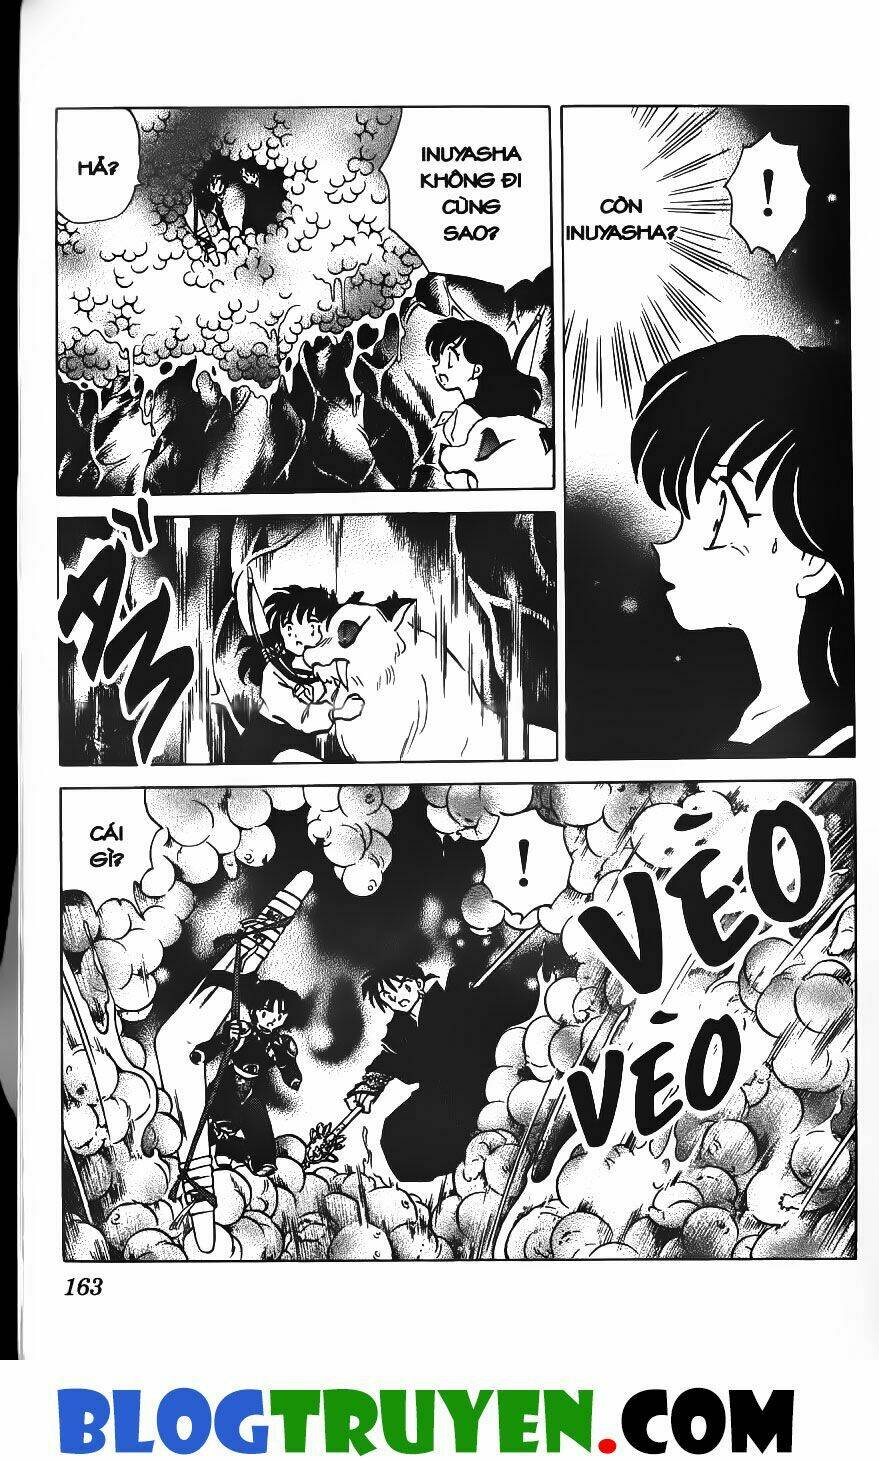 !
CÒN
INUYASHA?
INUYASHA
KHÔNG ĐI
CÙNG
SAO?
HẢ?
ẦM
!
VÈO
VÈO
CÁI
GÌ?
163
BLOGTRUYEN.COM